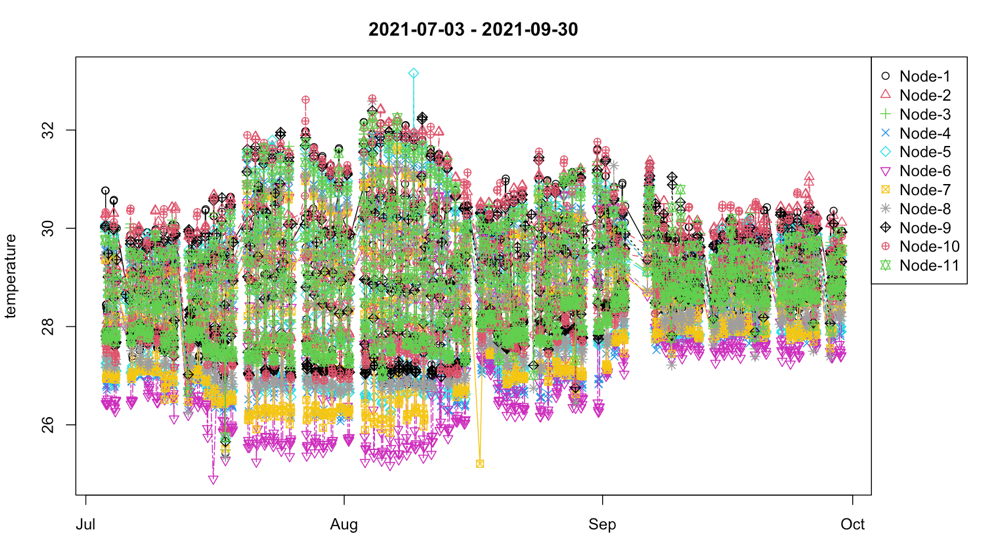 2021-07-03 - 2021-09-30
temperature
32
30
28
26
Jul
Aug
Sep
Oct
Node-1
Node-2
Node-3
Node-4
Node-5
Node-6
Node-7
Node-8
Node-9
Node-10
Node-11